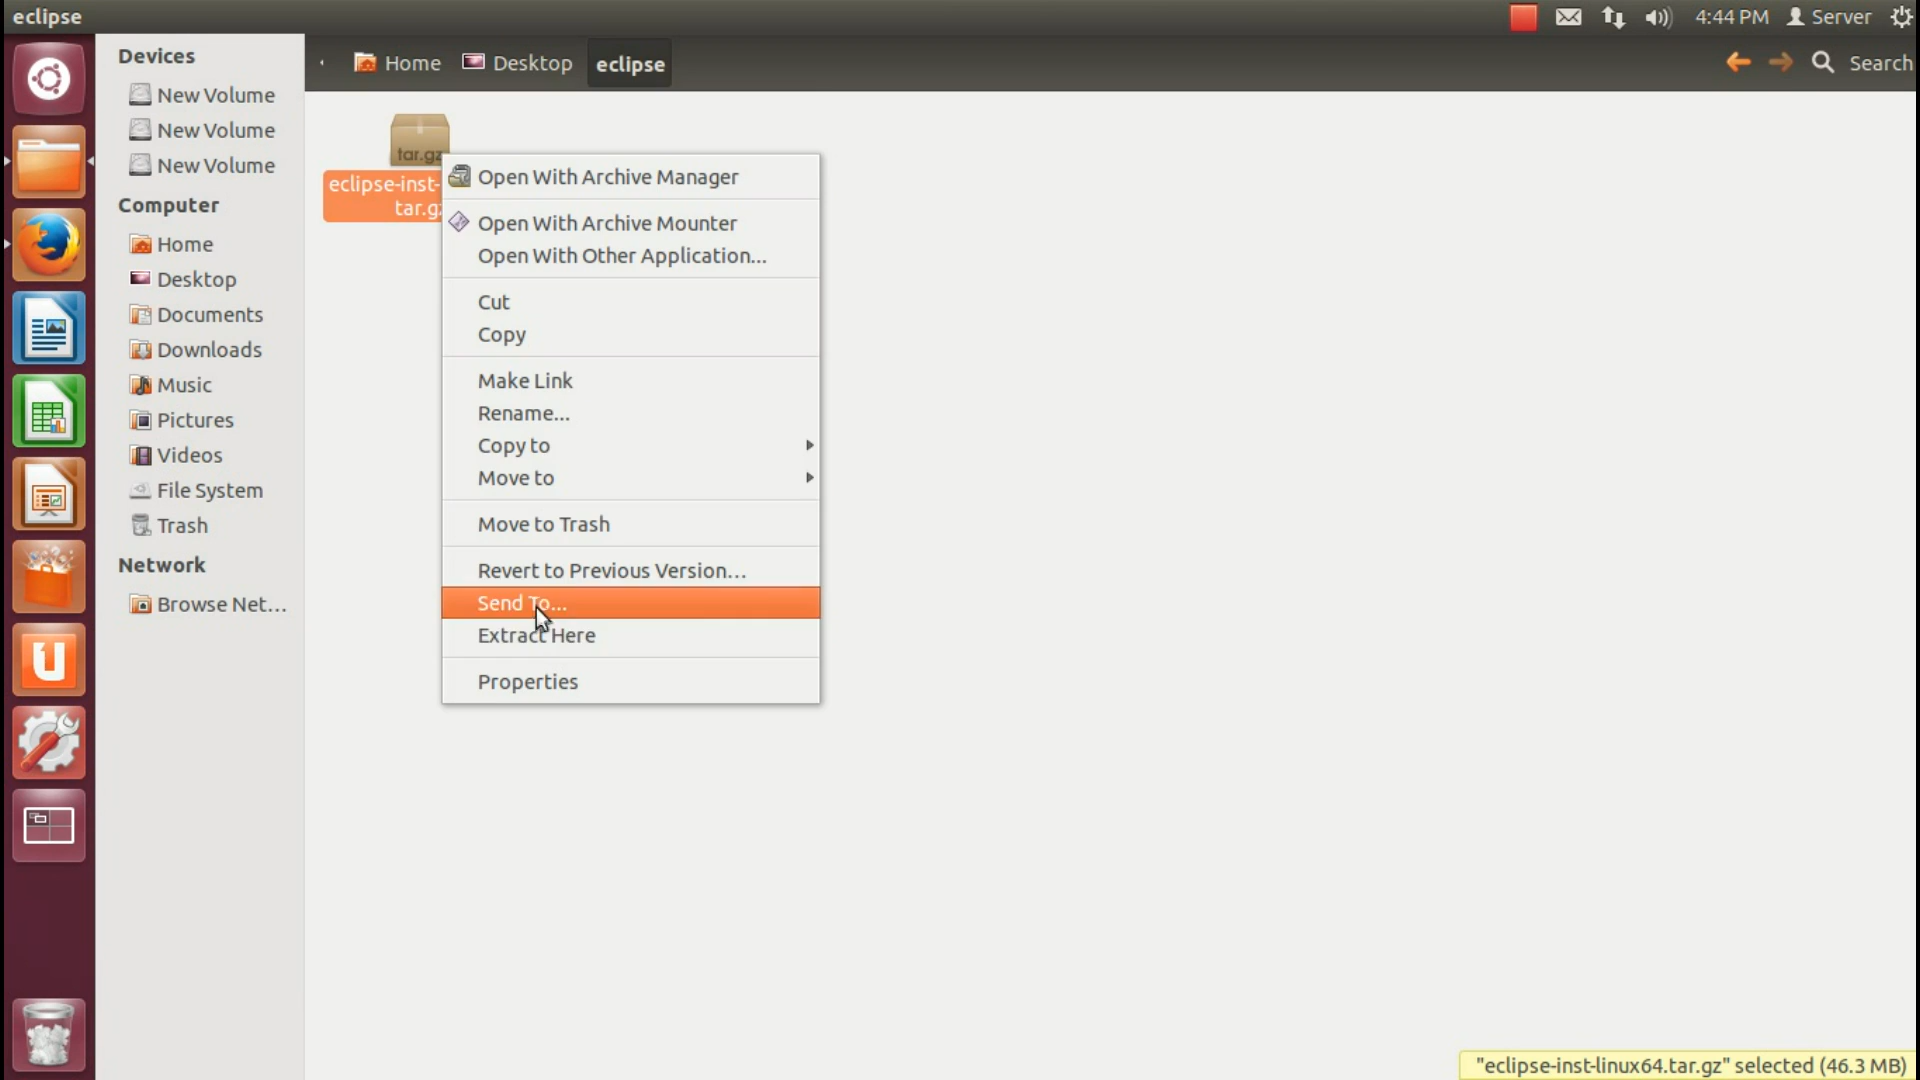 eclipse
4:44 PM Server
Devices
New Volume
New Volume
New Volume
Computer
Home
Desktop
Documents
Downloads
Music
Pictures
Videos
File System
Trash
Network
Browse Net...
Home Desktop eclipse
Search
tar.gz
eclipse-inst-
tar.gz
Open With Archive Manager
Open With Archive Mounter
Open With Other Application...
Cut
Copy
Make Link
Rename...
Copy to
Move to
Move to Trash
Revert to Previous Version...
Send To...
Extract Here
Properties
"eclipse-inst-linux64.tar.gz" selected (46.3 MB)